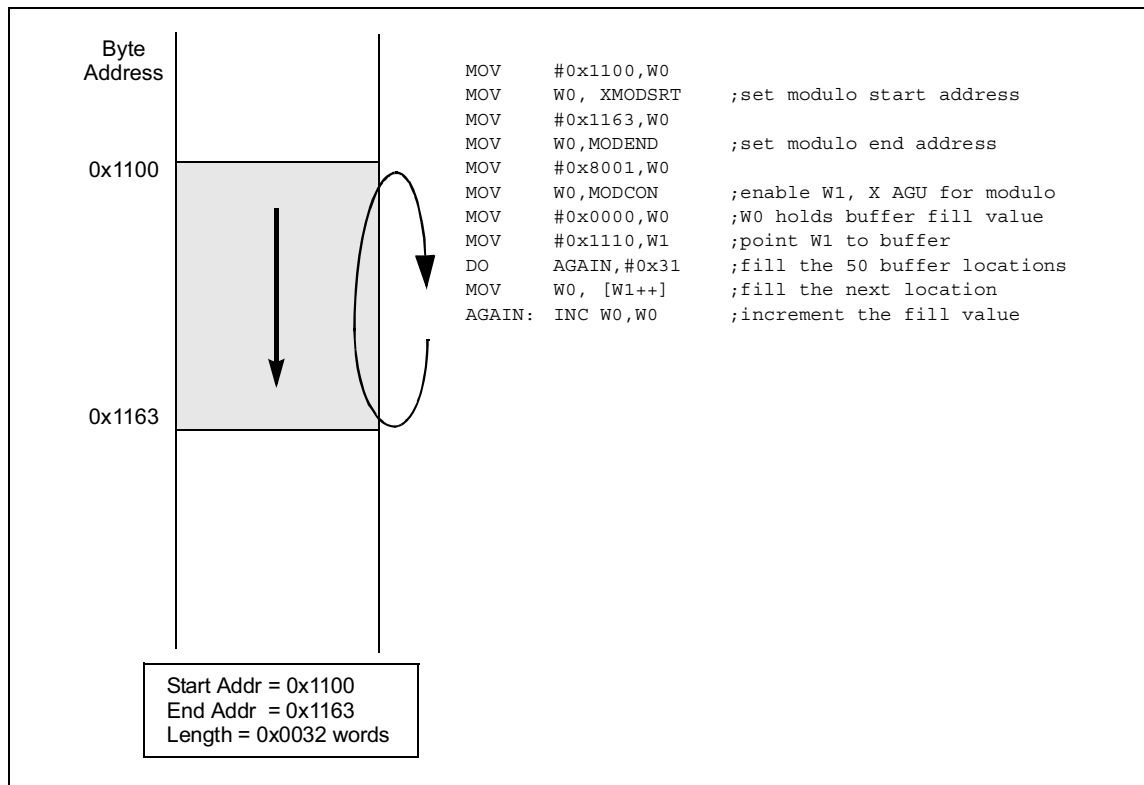 Byte
Address
0x1100
0x1163
MOV #0x1100,W0
MOV W0, XMODSRT ;set modulo start address
MOV #0x1163,W0
MOV W0,MODEND ;set modulo end address
MOV #0x8001,W0
MOV W0,MODCON ;enable W1, X AGU for modulo
MOV #0x0000,W0 ;W0 holds buffer fill value
MOV #0x1110,W1 ;point W1 to buffer
DO AGAIN,#0x31 ;fill the 50 buffer locations
MOV W0, [W1++] ;fill the next location
AGAIN: INC W0,W0 ;increment the fill value
Start Addr = 0x1100
End Addr = 0x1163
Length = 0x0032 words